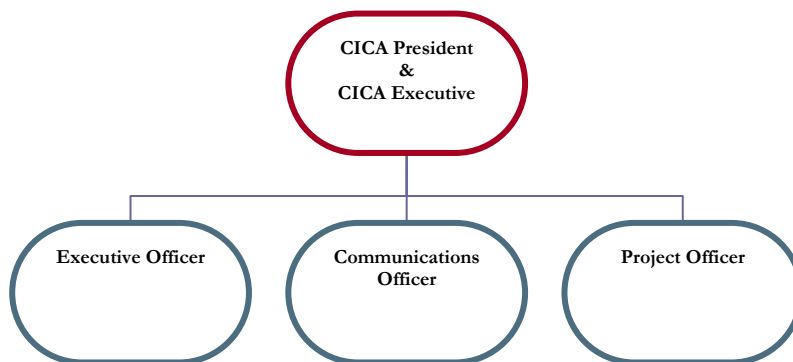 CICA President
&
CICA Executive
Executive Officer
Communications
Officer
Project Officer